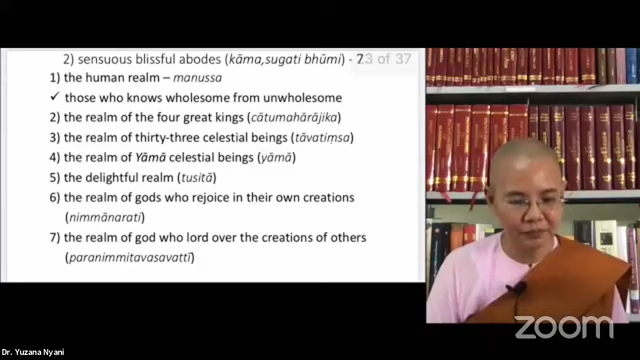 2) sensuous blissful abodes (kāma,sugati bhūmi) - 7
23 of 37
1) the human realm – manussa
✓ those who knows wholesome from unwholesome
2) the realm of the four great kings (cātumahārājika)
3) the realm of thirty-three celestial beings (tāvatiṃsa)
4) the realm of Yāmā celestial beings (yāmā)
5) the delightful realm (tusitā)
6) the realm of gods who rejoice in their own creations
(nimmānarati)
7) the realm of god who lord over the creations of others
(paranimmitavasavattī)
zoom
Dr. Yuzana Nyani